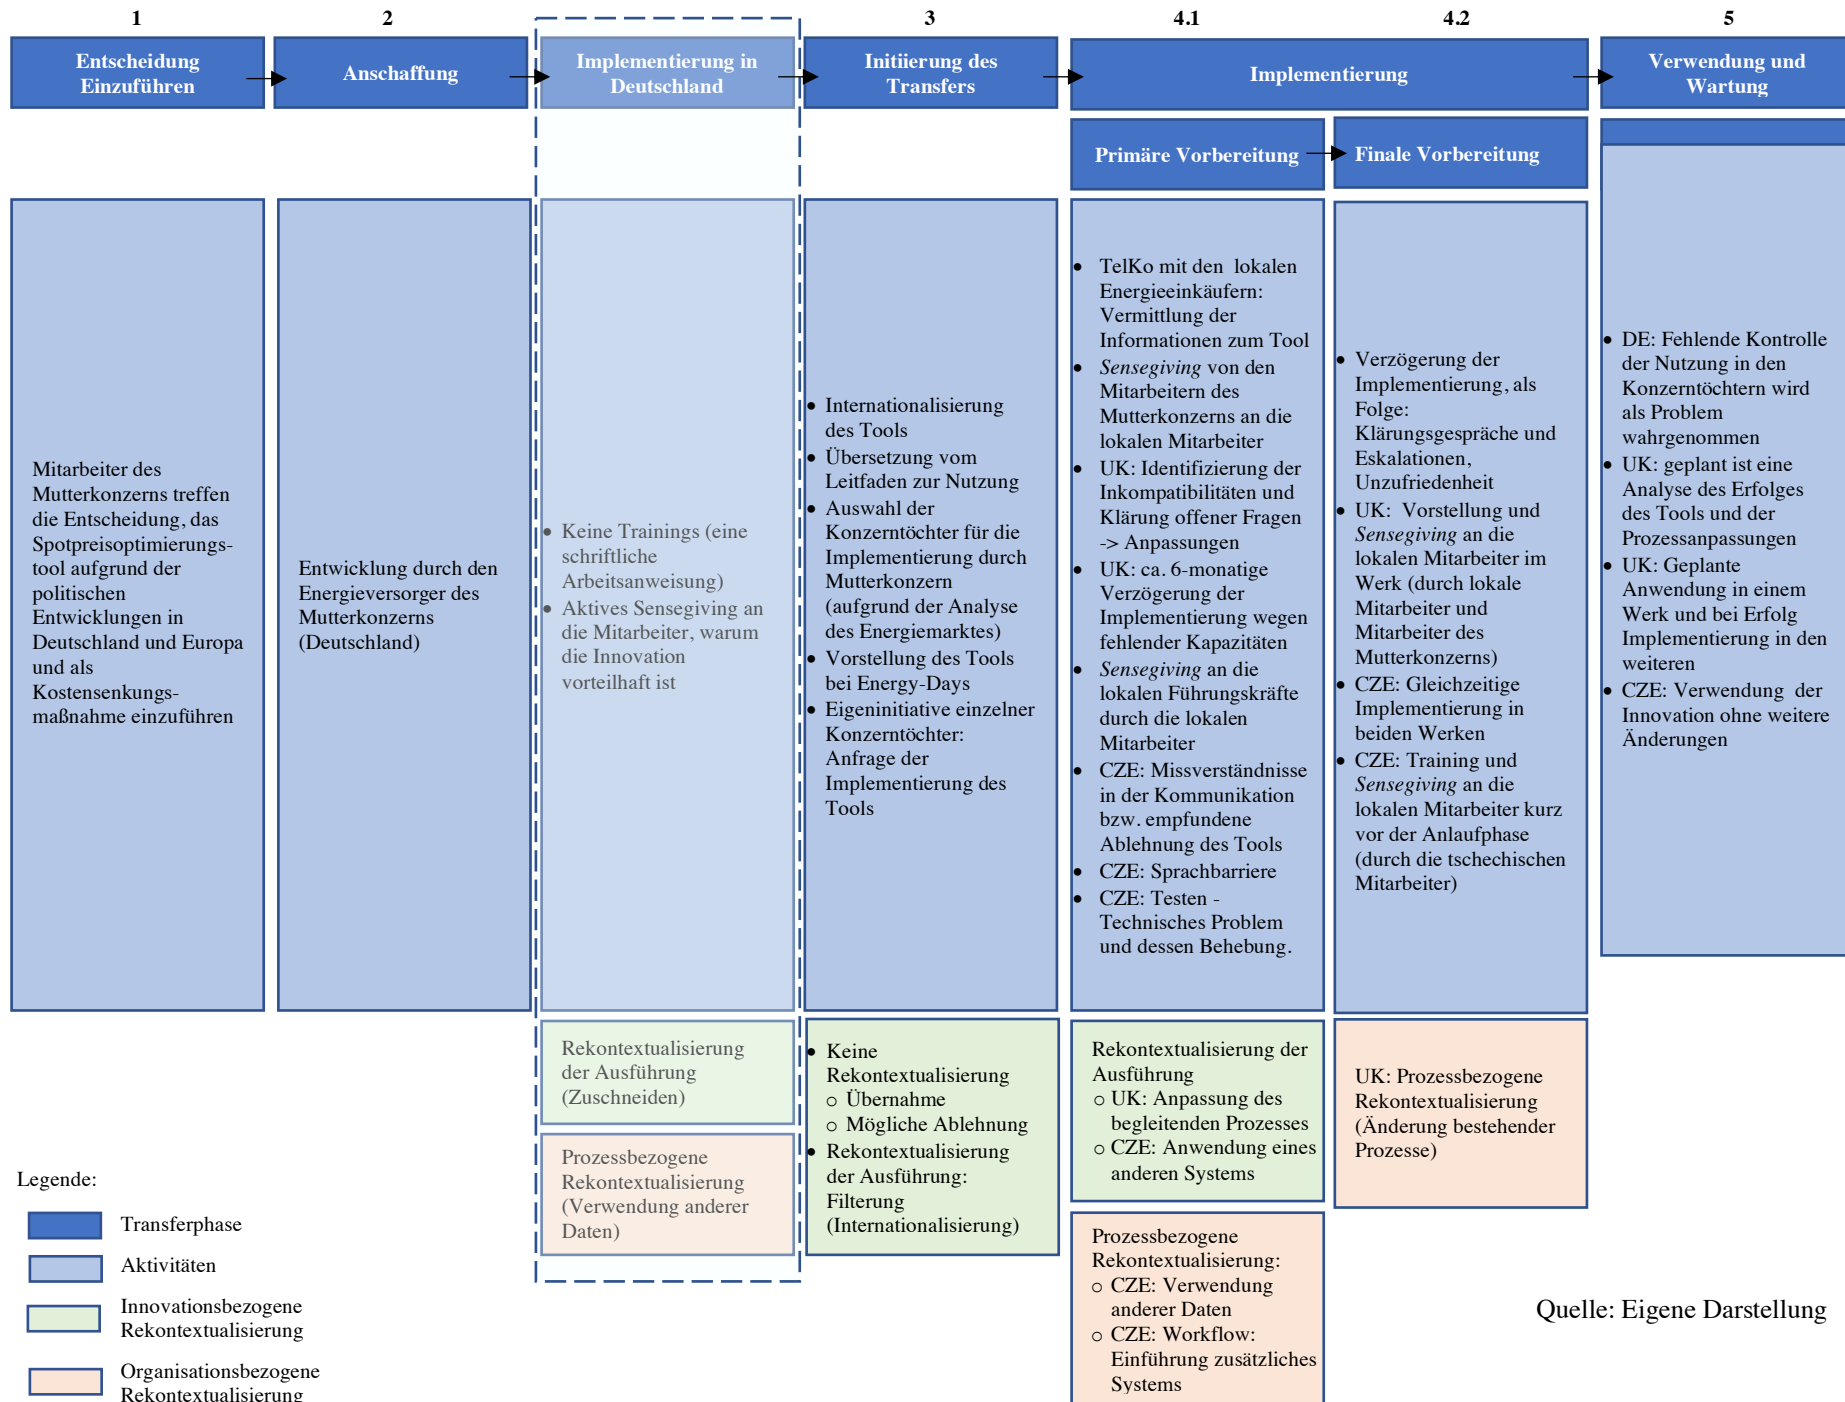 1
2
3
4.1
4.2
5
Entscheidung
Einzuführen
Anschaffung
Implementierung in
Deutschland
Initiierung des
Transfers
Implementierung
Verwendung und
Wartung
Primäre Vorbereitung
Finale Vorbereitung
Mitarbeiter des
Mutterkonzerns treffen
die Entscheidung, das
Spotpreisoptimierungs-
tool aufgrund der
politischen
Entwicklungen in
Deutschland und Europa
und als
Kostensenkungs-
maßnahme einzuführen
Entwicklung durch den
Energieversorger des
Mutterkonzerns
(Deutschland)
• Keine Trainings (eine
schriftliche
Arbeitsanweisung)
• Aktives Sensegiving an
die Mitarbeiter, warum
die Innovation
vorteilhaft ist
• Internationalisierung
des Tools
• Übersetzung vom
Leitfaden zur Nutzung
• Auswahl der
Konzerntöchter für die
Implementierung durch
Mutterkonzern
(aufgrund der Analyse
des Energiemarktes)
• Vorstellung des Tools
bei Energy-Days
• Eigeninitiative einzelner
Konzerntöchter:
Anfrage der
Implementierung des
Tools
• TelKo mit den lokalen
Energieeinkäufern:
Vermittlung der
Informationen zum Tool
• Sensegiving von den
Mitarbeitern des
Mutterkonzerns an die
lokalen Mitarbeiter
• UK: Identifizierung der
Inkompatibilitäten und
Klärung offener Fragen
-> Anpassungen
• UK: ca. 6-monatige
Verzögerung der
Implementierung wegen
fehlender Kapazitäten
• Sensegiving an die
lokalen Führungskräfte
durch die lokalen
Mitarbeiter
• CZE: Missverständnisse
in der Kommunikation
bzw. empfundene
Ablehnung des Tools
• CZE: Sprachbarriere
• CZE: Testen -
Technisches Problem
und dessen Behebung.
• Verzögerung der
Implementierung, als
Folge:
Klärungsgespräche und
Eskalationen,
Unzufriedenheit
• UK: Vorstellung und
Sensegiving an die
lokalen Mitarbeiter im
Werk (durch lokale
Mitarbeiter und
Mitarbeiter des
Mutterkonzerns)
• CZE: Gleichzeitige
Implementierung in
beiden Werken
• CZE: Training und
Sensegiving an die
lokalen Mitarbeiter kurz
vor der Anlaufphase
(durch die tschechischen
Mitarbeiter)
• DE: Fehlende Kontrolle
der Nutzung in den
Konzerntöchtern wird
als Problem
wahrgenommen
• UK: geplant ist eine
Analyse des Erfolges
des Tools und der
Prozessanpassungen
• UK: Geplante
Anwendung in einem
Werk und bei Erfolg
Implementierung in den
weiteren
• CZE: Verwendung der
Innovation ohne weitere
Änderungen
Rekontextualisierung
der Ausführung
(Zuschneiden)
Prozessbezogene
Rekontextualisierung
(Verwendung anderer
Daten)
• Keine
Rekontextualisierung
o Übernahme
o Mögliche Ablehnung
• Rekontextualisierung
der Ausführung:
Filterung
(Internationalisierung)
Rekontextualisierung der
Ausführung
o UK: Anpassung des
begleitenden Prozesses
o CZE: Anwendung eines
anderen Systems
Prozessbezogene
Rekontextualisierung:
o CZE: Verwendung
anderer Daten
o CZE: Workflow:
Einführung zusätzliches
Systems
UK: Prozessbezogene
Rekontextualisierung
(Änderung bestehender
Prozesse)
Legende:
Transferphase
Aktivitäten
Innovationsbezogene
Rekontextualisierung
Organisationsbezogene
Rekontextualisierung
Quelle: Eigene Darstellung